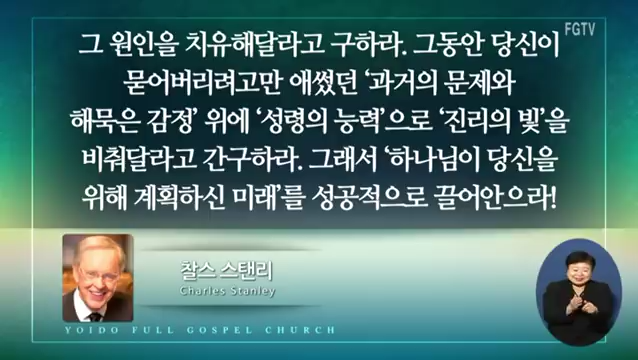 FGTV
그 원인을 치유해달라고 구하라. 그동안 당신이
묻어버리려고만 애썼던 ‘과거의 문제와
해묵은 감정’ 위에 ‘성령의 능력’으로 ‘진리의 빛’을
비춰달라고 간구하라. 그래서 ‘하나님이 당신을
위해 계획하신 미래’를 성공적으로 끌어안으라!
찰스 스탠리
Charles Stanley
YOIDO FULL GOSPEL CHURCH